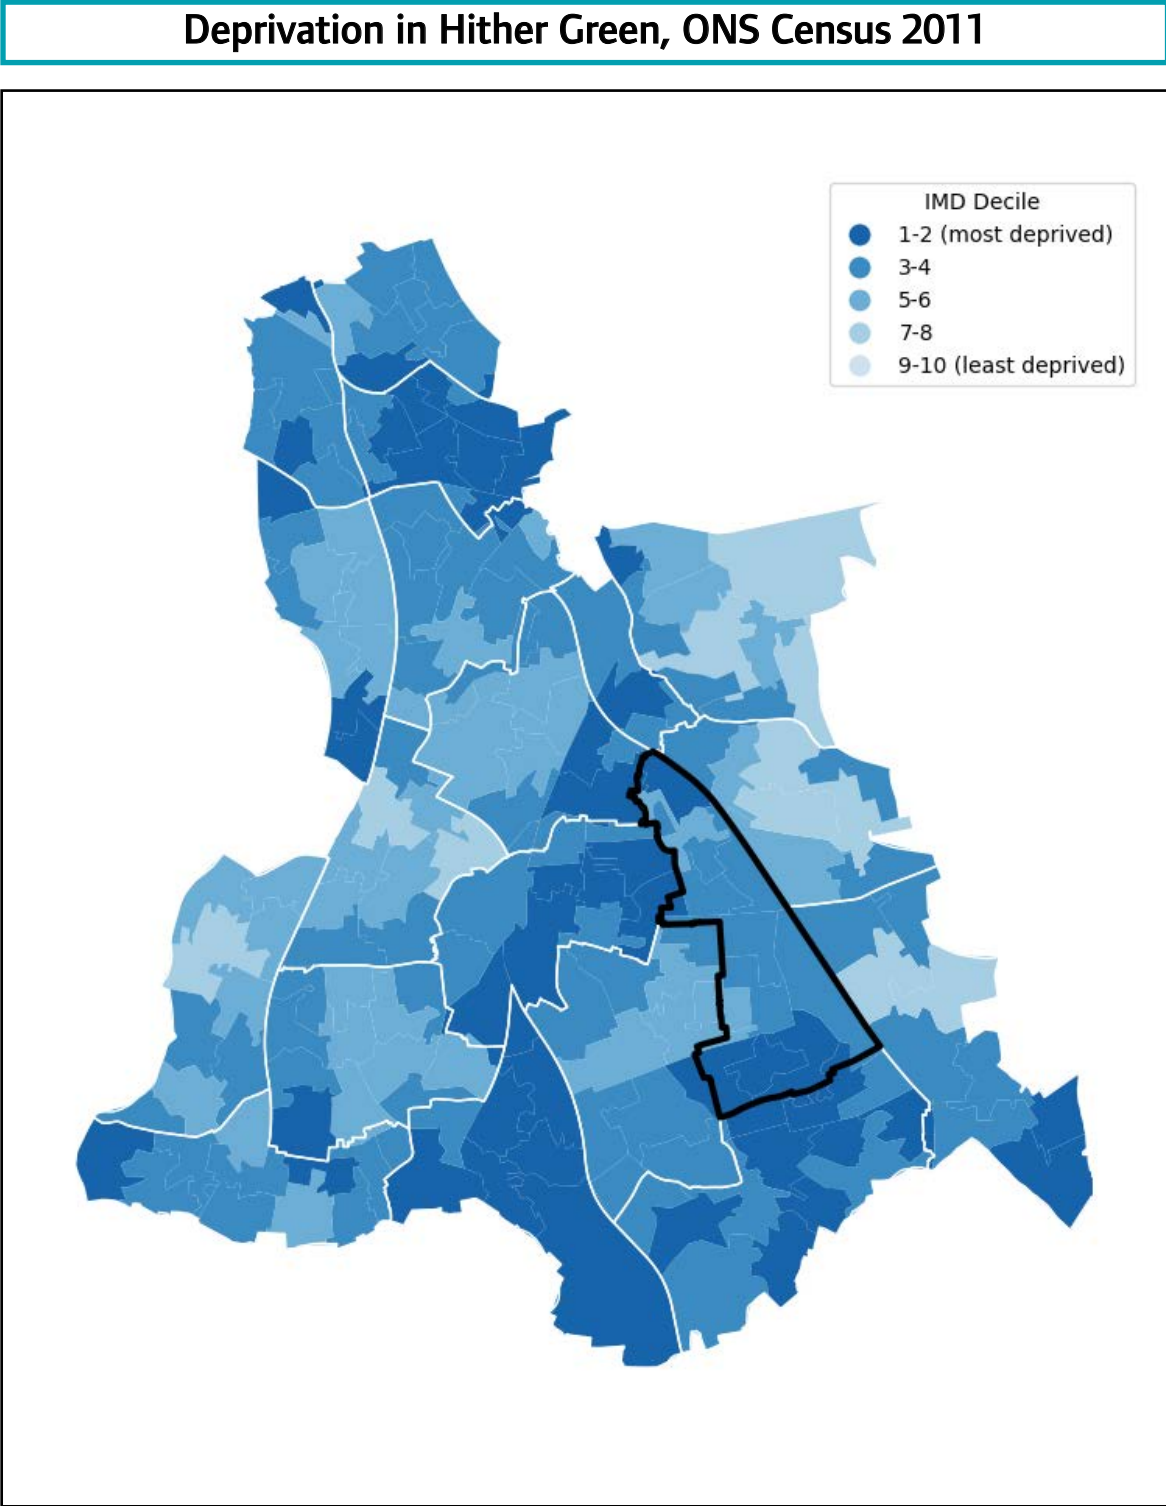 Deprivation in Hither Green, ONS Census 2011
IMD Decile
1-2 (most deprived)
3-4
5-6
7-8
9-10 (least deprived)